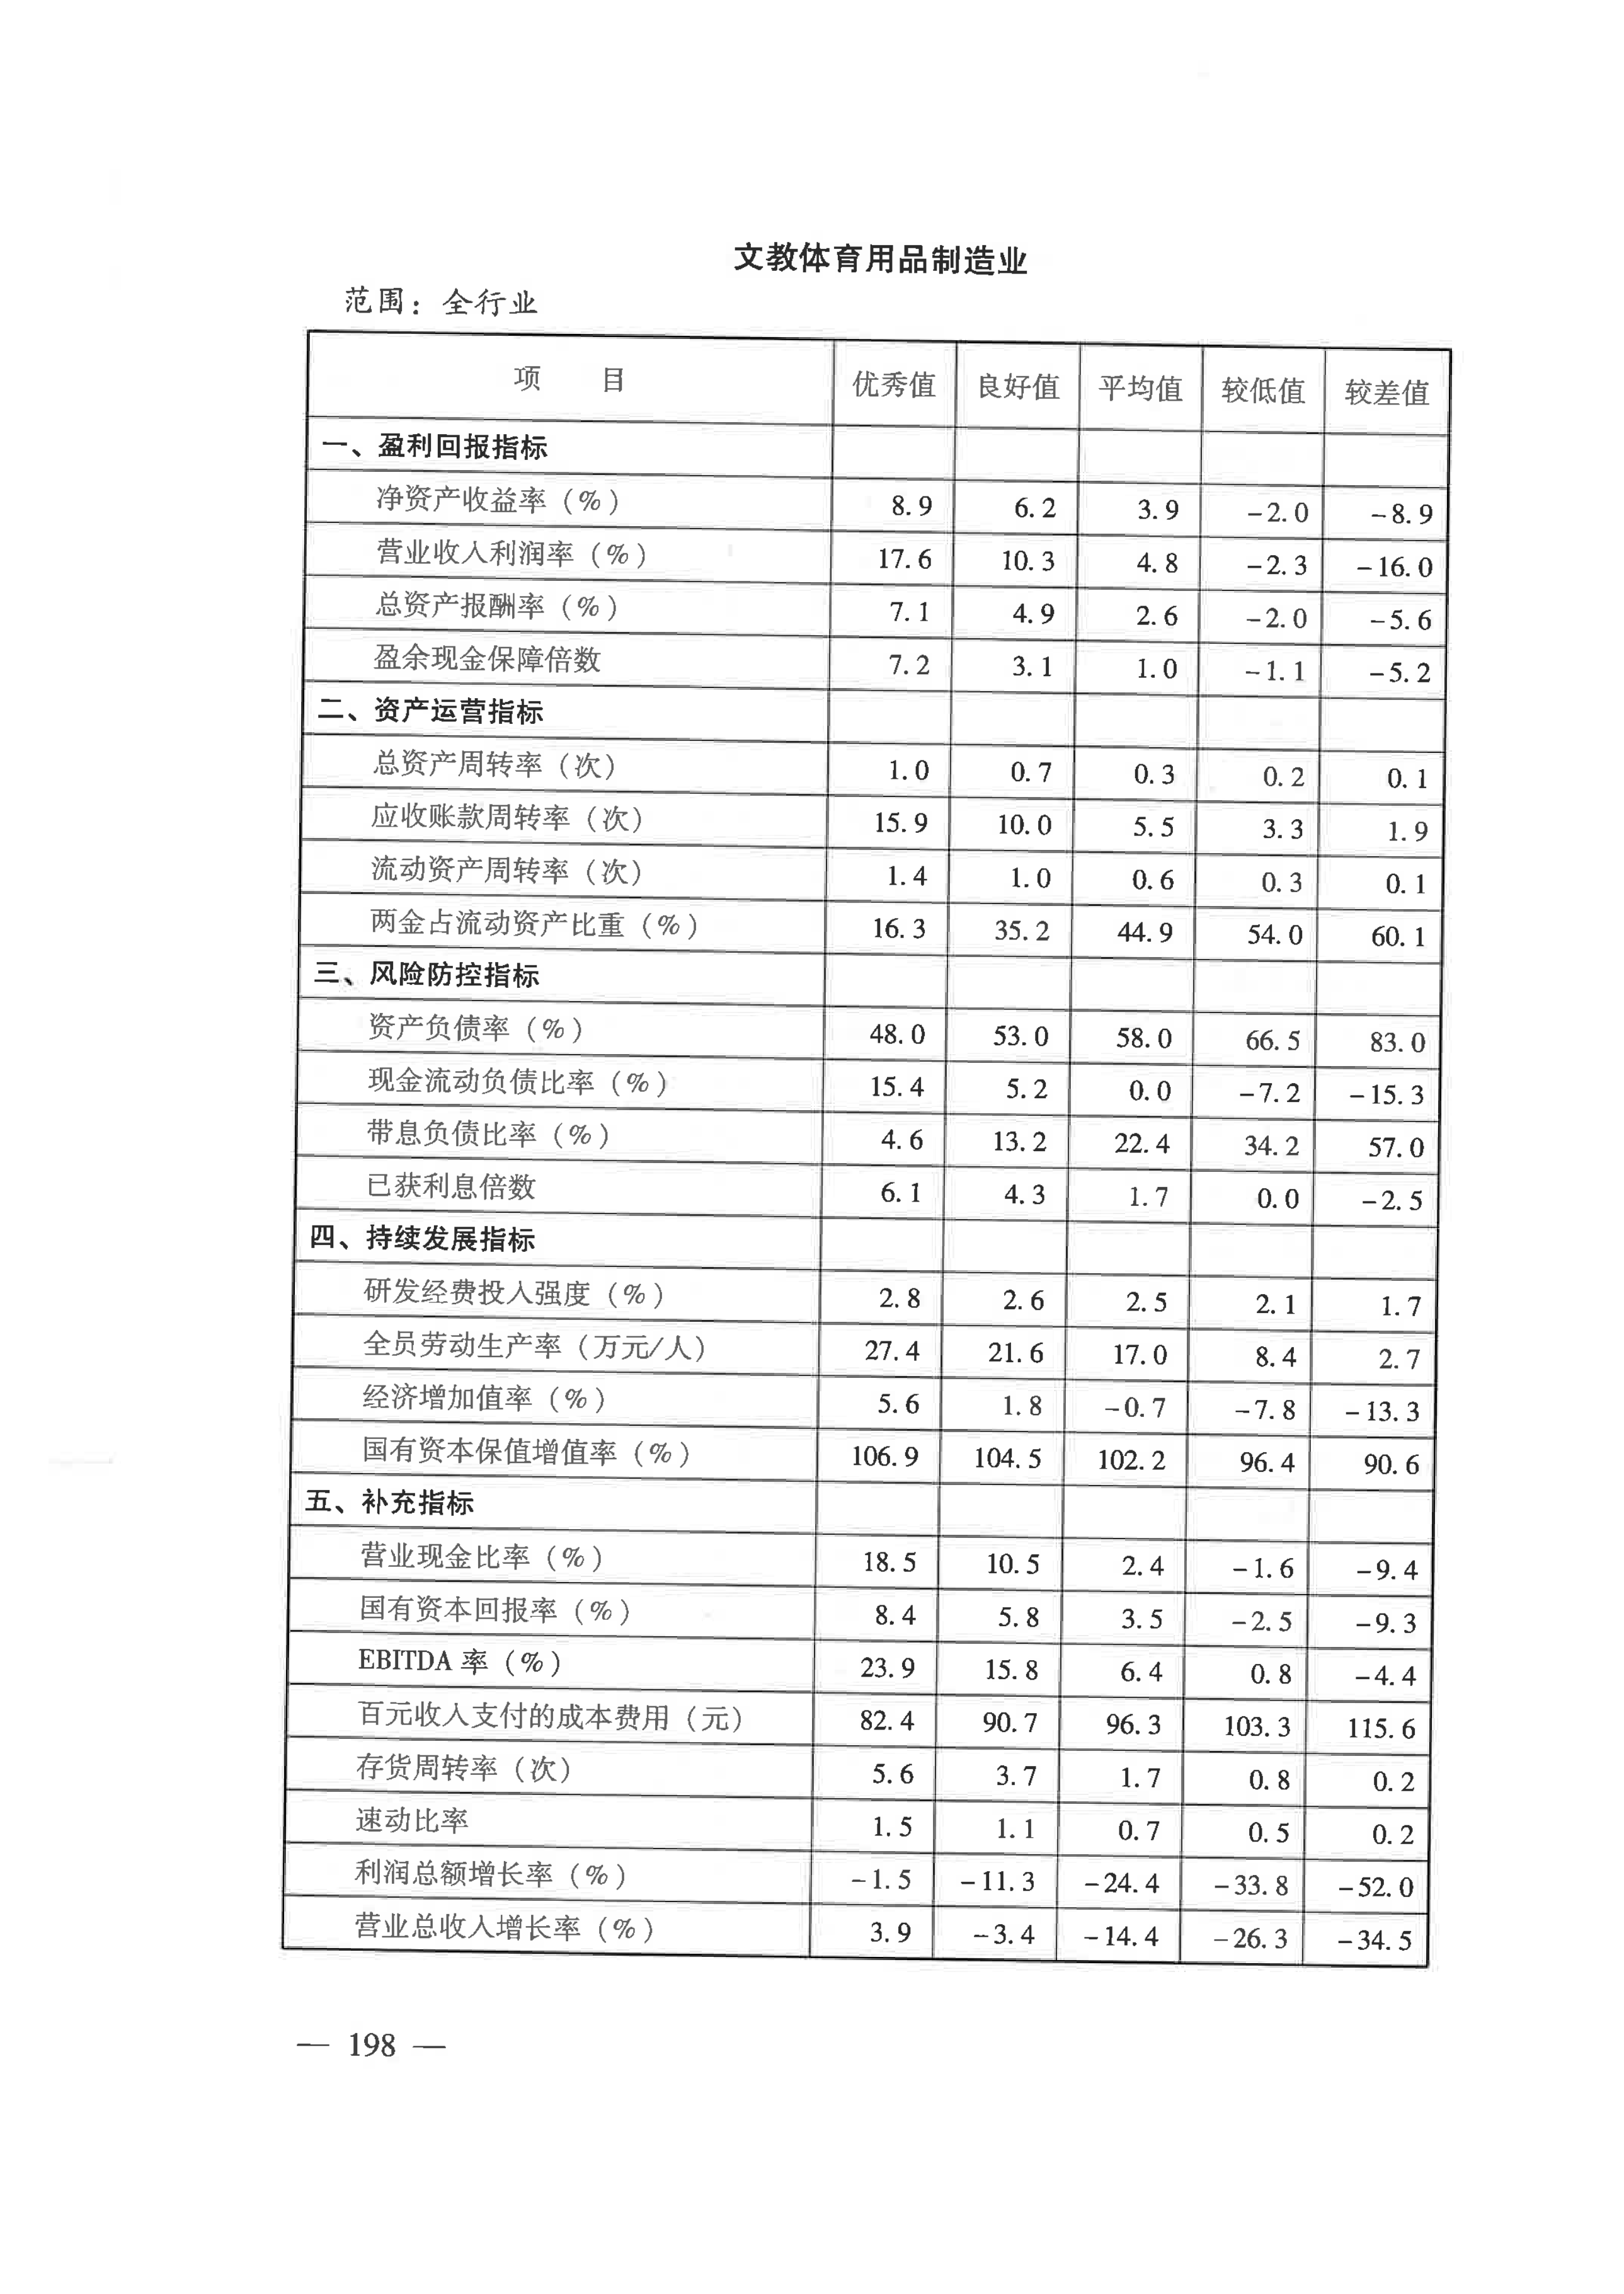 文教体育用品制造业
范围：全行业
项 目 优秀值 良好值 平均值 较低值 较差值
一、盈利回报指标
净资产收益率（%） 8.9 6.2 3.9 -2.0 -8.9
营业收入利润率（%） 17.6 10.3 4.8 -2.3 -16.0
总资产报酬率（%） 7.1 4.9 2.6 -2.0 -5.6
盈余现金保障倍数 7.2 3.1 1.0 -1.1 -5.2
二、资产运营指标
总资产周转率（次） 1.0 0.7 0.3 0.2 0.1
应收账款周转率（次） 15.9 10.0 5.5 3.3 1.9
流动资产周转率（次） 1.4 1.0 0.6 0.3 0.1
两金占流动资产比重（%） 16.3 35.2 44.9 54.0 60.1
三、风险防控指标
资产负债率（%） 48.0 53.0 58.0 66.5 83.0
现金流动负债比率（%） 15.4 5.2 0.0 -7.2 -15.3
带息负债比率（%） 4.6 13.2 22.4 34.2 57.0
已获利息倍数 6.1 4.3 1.7 0.0 -2.5
四、持续发展指标
研发经费投入强度（%） 2.8 2.6 2.5 2.1 1.7
全员劳动生产率（万元/人） 27.4 21.6 17.0 8.4 2.7
经济增加值率（%） 5.6 1.8 -0.7 -7.8 -13.3
国有资本保值增值率（%） 106.9 104.5 102.2 96.4 90.6
五、补充指标
营业现金比率（%） 18.5 10.5 2.4 -1.6 -9.4
国有资本回报率（%） 8.4 5.8 3.5 -2.5 -9.3
EBITDA 率（%） 23.9 15.8 6.4 0.8 -4.4
百元收入支付的成本费用（元） 82.4 90.7 96.3 103.3 115.6
存货周转率（次） 5.6 3.7 1.7 0.8 0.2
速动比率 1.5 1.1 0.7 0.5 0.2
利润总额增长率（%） -1.5 -11.3 -24.4 -33.8 -52.0
营业总收入增长率（%） 3.9 -3.4 -14.4 -26.3 -34.5
— 198 —